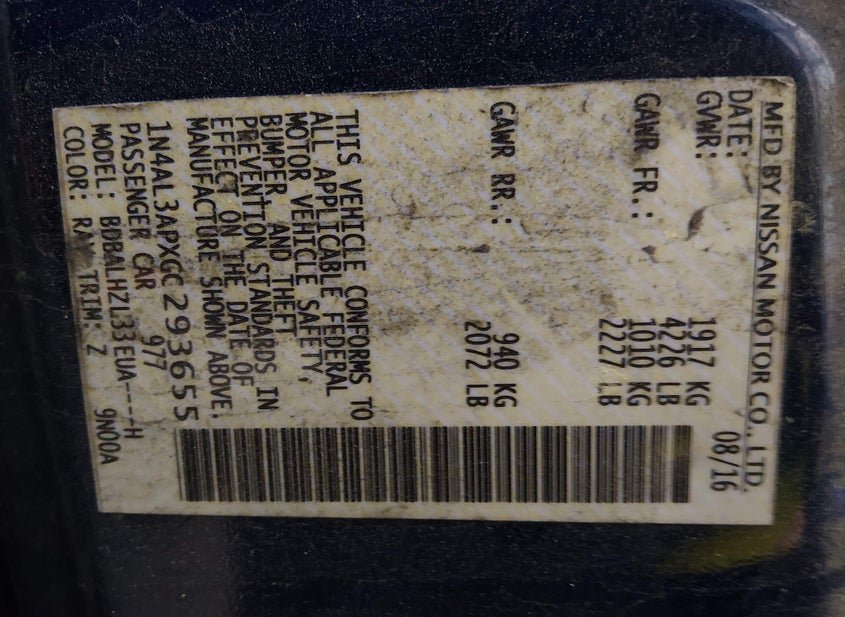 MFD BY NISSAN MOTOR CO., LTD.
DATE: 08/16
GVWR: 1917 KG
4226 LB
GAWR FR.: 1010 KG
2227 LB
GAWR RR.: 940 KG
2072 LB
THIS VEHICLE CONFORMS TO
ALL APPLICABLE FEDERAL
MOTOR VEHICLE SAFETY,
BUMPER, AND THEFT
PREVENTION STANDARDS IN
EFFECT ON THE DATE OF
MANUFACTURE SHOWN ABOVE.
1N4AL3APXGC293655
PASSENGER CAR 977
MODEL: BDBALHZL33EUA----H
COLOR: RAY TRIM: Z 9N00A